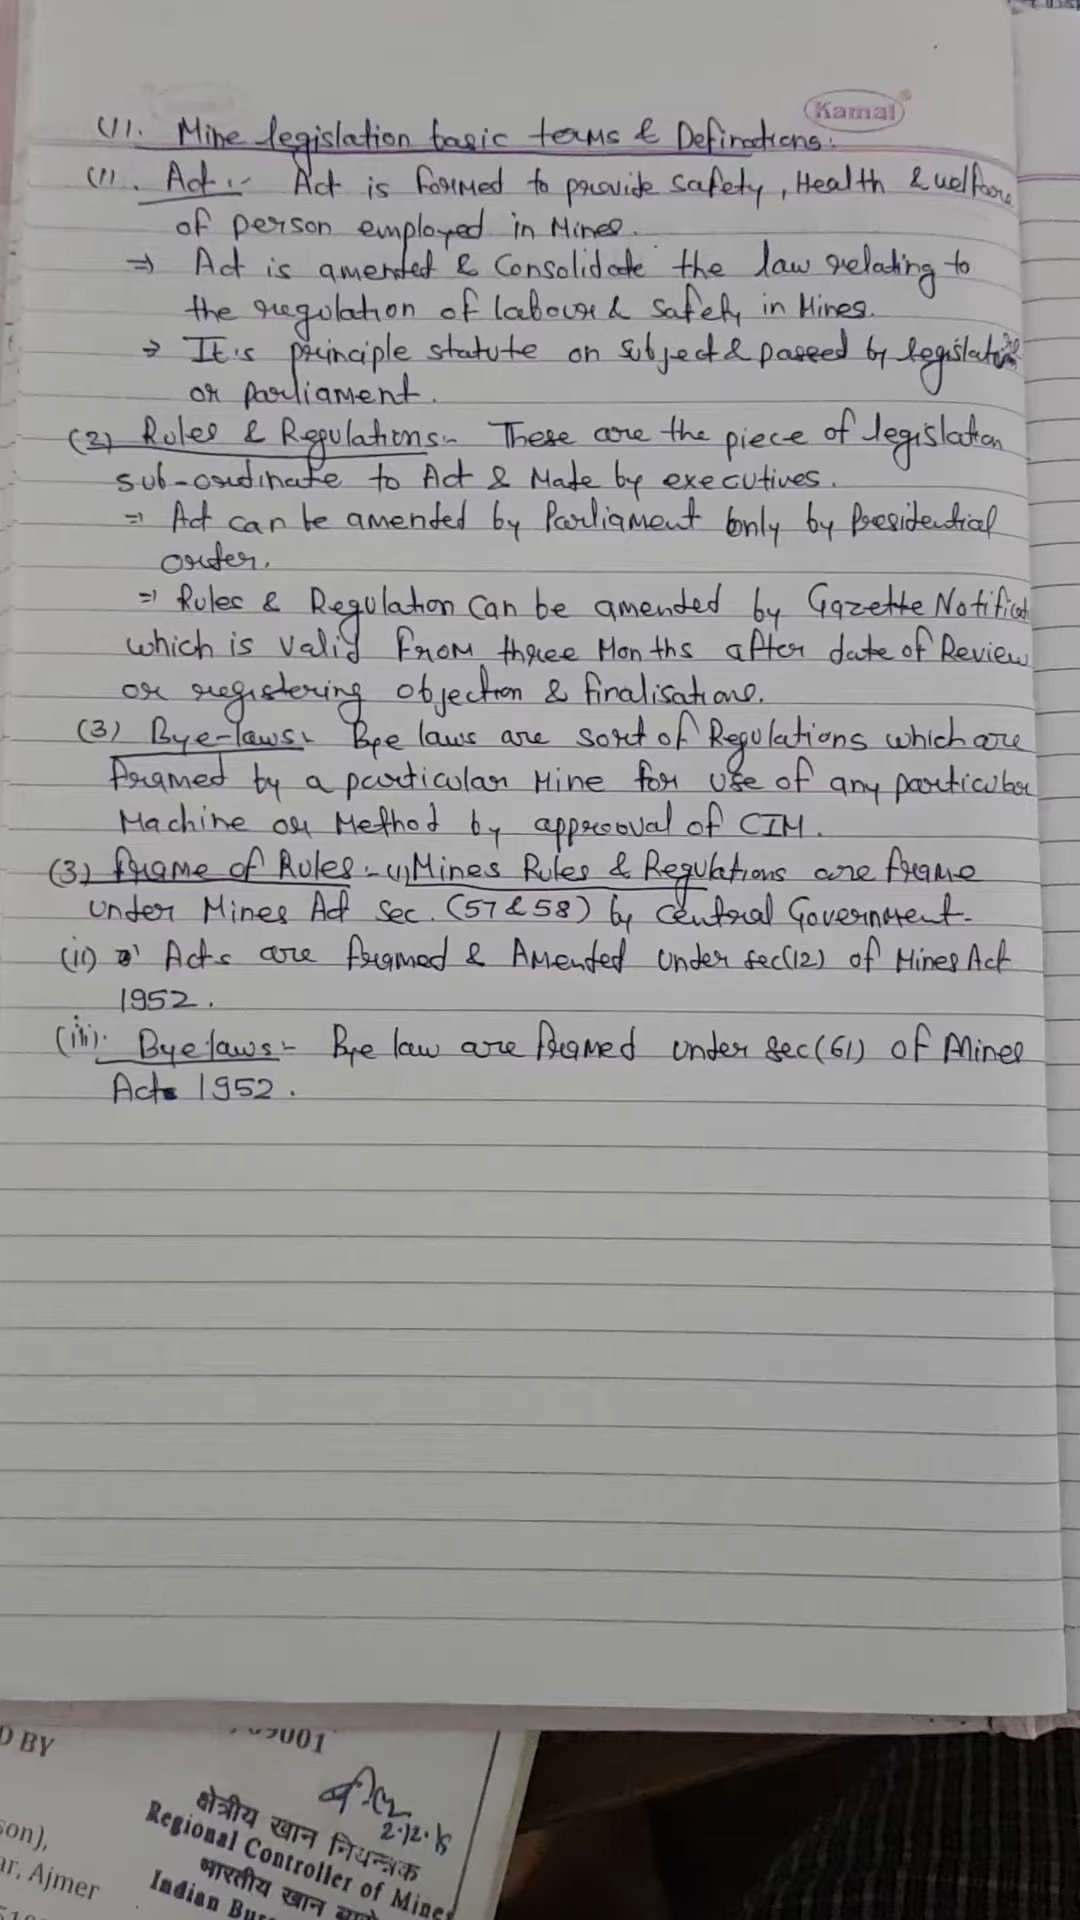 Kamal
(1). Mine legislation basic terms & Definations:
(1). Act :- Act is formed to provide safety, Health & welfare
of person employed in Mines.
⇒ Act is amented & Consolidate the law relating to
the regulation of labour & safety in Mines.
→ It is principle statute on subject & passed by legislature
or parliament.
(2) Rules & Regulations:- These are the piece of legislation
sub-ordinate to Act & Made by executives.
⇒ Act can be amented by Parliament only by Presidential
order.
⇒ Rules & Regulation Can be amended by Gazette Notificat
which is valid From three Months after date of Review
or registering objection & finalisations.
(3) Bye-laws:- Bye laws are sort of Regulations which are
framed by a particular Mine for use of any particular
Machine or Method by approoval of CIM.
(3) frame of Rules - (i) Mines Rules & Regulations are frame
under Mines Act Sec. (57 & 58) by Central Government.
(ii) Acts are framed & Amented under sec(12) of Mines Act
1952.
(iii). Bye laws:- Bye law are framed under sec(61) of Mines
Act 1952.
D BY
09001
2.12.
son),
ar, Ajmer
क्षेत्रीय खान नियन्त्रक
Regional Controller of Mines
भारतीय खान
Indian